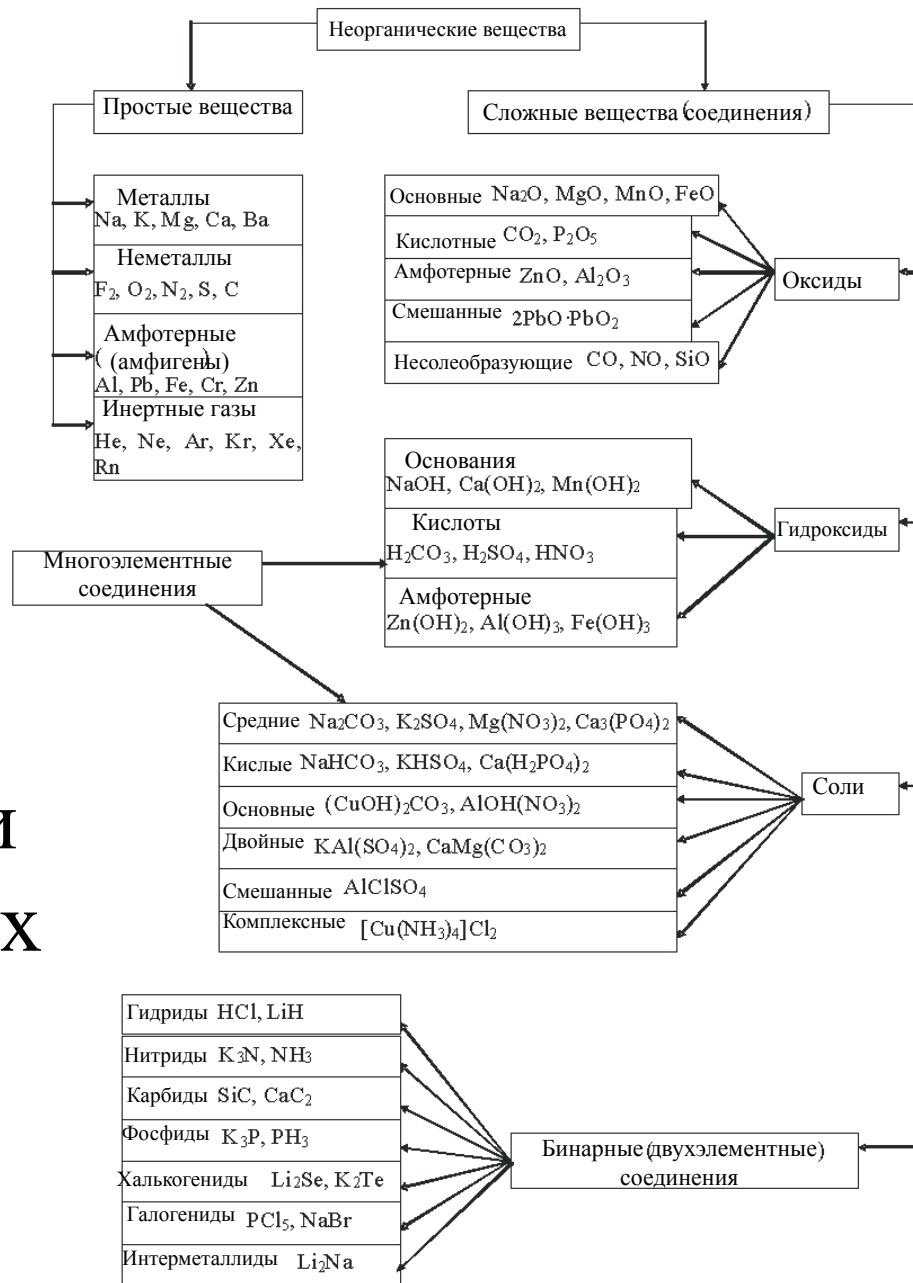 Неорганические вещества
Простые вещества
Сложные вещества (соединения)
Металлы
Na, K, Mg, Ca, Ba
Неметаллы
F₂, O₂, N₂, S, C
Амфотерные
( (амфигены)
Al, Pb, Fe, Cr, Zn
Инертные газы
He, Ne, Ar, Kr, Xe,
Rn
Основные Na₂O, MgO, MnO, FeO
Кислотные CO₂, P₂O₅
Амфотерные ZnO, Al₂O₃
Смешанные 2PbO·PbO₂
Несолеобразующие CO, NO, SiO
Оксиды
Основания
NaOH, Ca(OH)₂, Mn(OH)₂
Кислоты
H₂CO₃, H₂SO₄, HNO₃
Амфотерные
Zn(OH)₂, Al(OH)₃, Fe(OH)₃
Гидроксиды
Многоэлементные
соединения
Средние Na₂CO₃, K₂SO₄, Mg(NO₃)₂, Ca₃(PO₄)₂
Кислые NaHCO₃, KHSO₄, Ca(H₂PO₄)₂
Основные (CuOH)₂CO₃, AlOH(NO₃)₂
Двойные KAl(SO₄)₂, CaMg(CO₃)₂
Смешанные AlClSO₄
Комплексные [Cu(NH₃)₄]Cl₂
Соли
и
х
Гидриды HCl, LiH
Нитриды K₃N, NH₃
Карбиды SiC, CaC₂
Фосфиды K₃P, PH₃
Халькогениды Li₂Se, K₂Te
Галогениды PCl₅, NaBr
Интерметаллиды Li₂Na
Бинарные (двухэлементные)
соединения